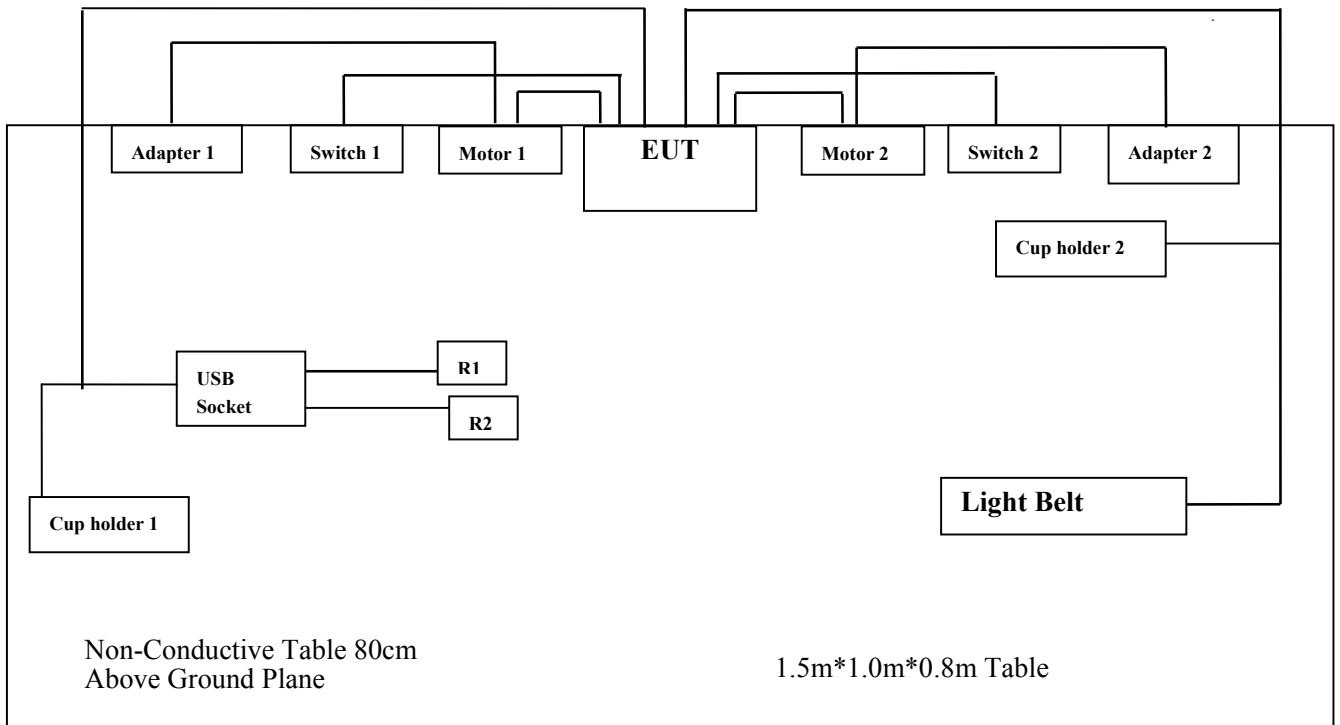 Adapter 1
Switch 1
Motor 1
EUT
Motor 2
Switch 2
Adapter 2
Cup holder 2
USB
Socket
R1
R2
Cup holder 1
Light Belt
Non-Conductive Table 80cm
Above Ground Plane
1.5m*1.0m*0.8m Table